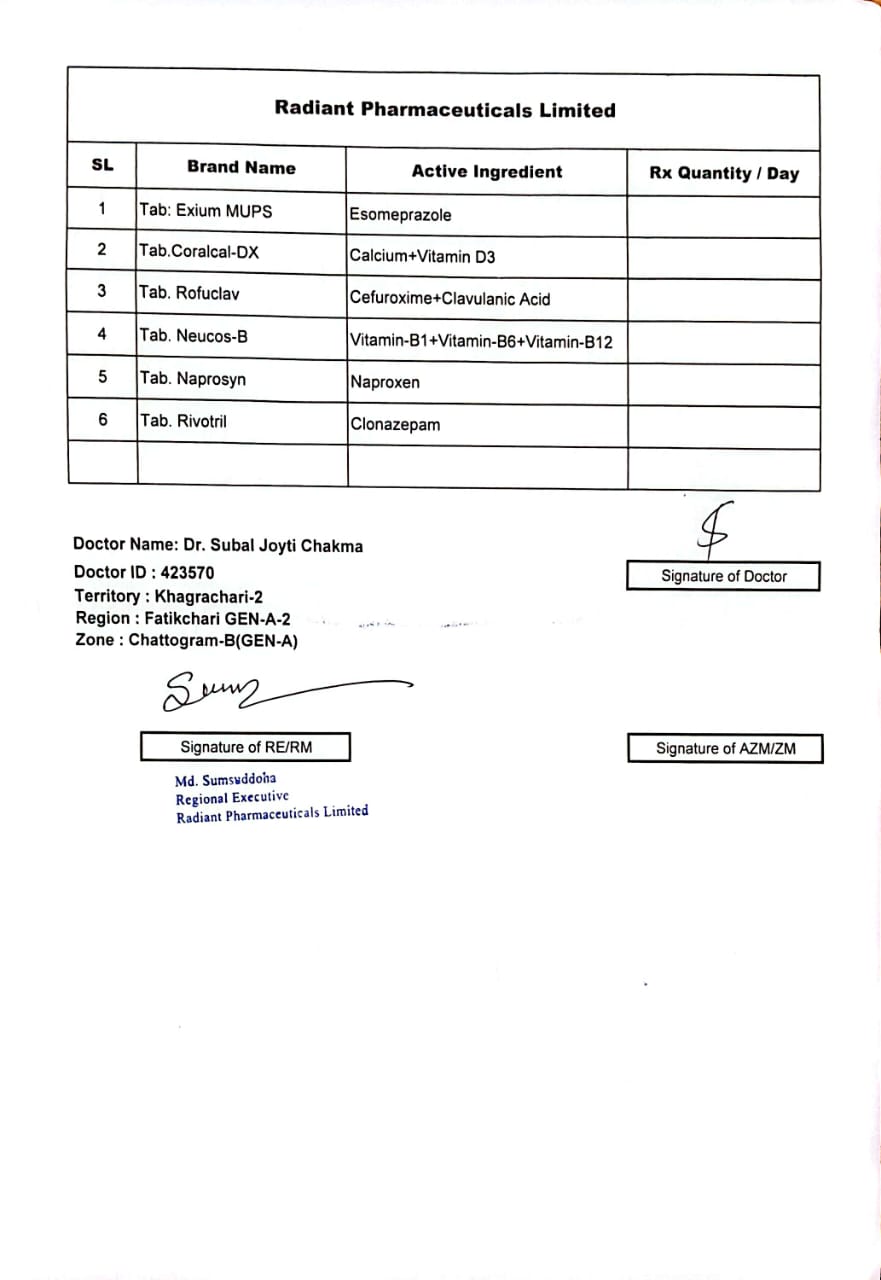 Radiant Pharmaceuticals Limited
SL Brand Name Active Ingredient Rx Quantity / Day
1 Tab: Exium MUPS Esomeprazole
2 Tab.Coralcal-DX Calcium+Vitamin D3
3 Tab. Rofuclav Cefuroxime+Clavulanic Acid
4 Tab. Neucos-B Vitamin-B1+Vitamin-B6+Vitamin-B12
5 Tab. Naprosyn Naproxen
6 Tab. Rivotril Clonazepam
Doctor Name: Dr. Subal Joyti Chakma
Doctor ID : 423570
Territory : Khagrachari-2
Region : Fatikchari GEN-A-2
Zone : Chattogram-B(GEN-A)
Signature of Doctor
Signature of RE/RM
Signature of AZM/ZM
Md. Sumsuddoha
Regional Executive
Radiant Pharmaceuticals Limited